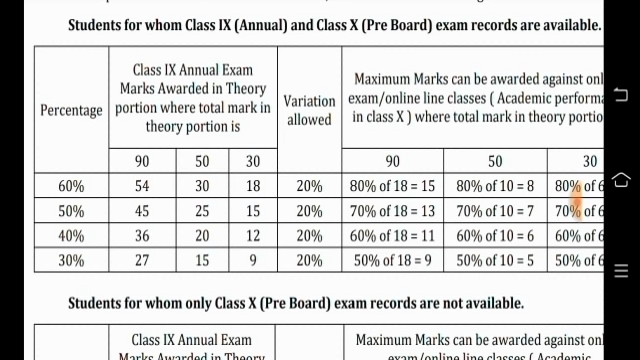 Students for whom Class IX (Annual) and Class X (Pre Board) exam records are available.
Percentage
Class IX Annual Exam
Marks Awarded in Theory
portion where total mark in
theory portion is
Variation
allowed
Maximum Marks can be awarded against onl
exam/online line classes ( Academic performa
in class X ) where total mark in theory portio
90 50 30 90 50 30
60% 54 30 18 20% 80% of 18 = 15 80% of 10 = 8 80% of 6
50% 45 25 15 20% 70% of 18 = 13 70% of 10 = 7 70% of 6
40% 36 20 12 20% 60% of 18 = 11 60% of 10 = 6 60% of 6
30% 27 15 9 20% 50% of 18 = 9 50% of 10 = 5 50% of 6
Students for whom only Class X (Pre Board) exam records are not available.
Class IX Annual Exam
Marks Awarded in Theory
Maximum Marks can be awarded against onl
exam/online line classes ( Academic